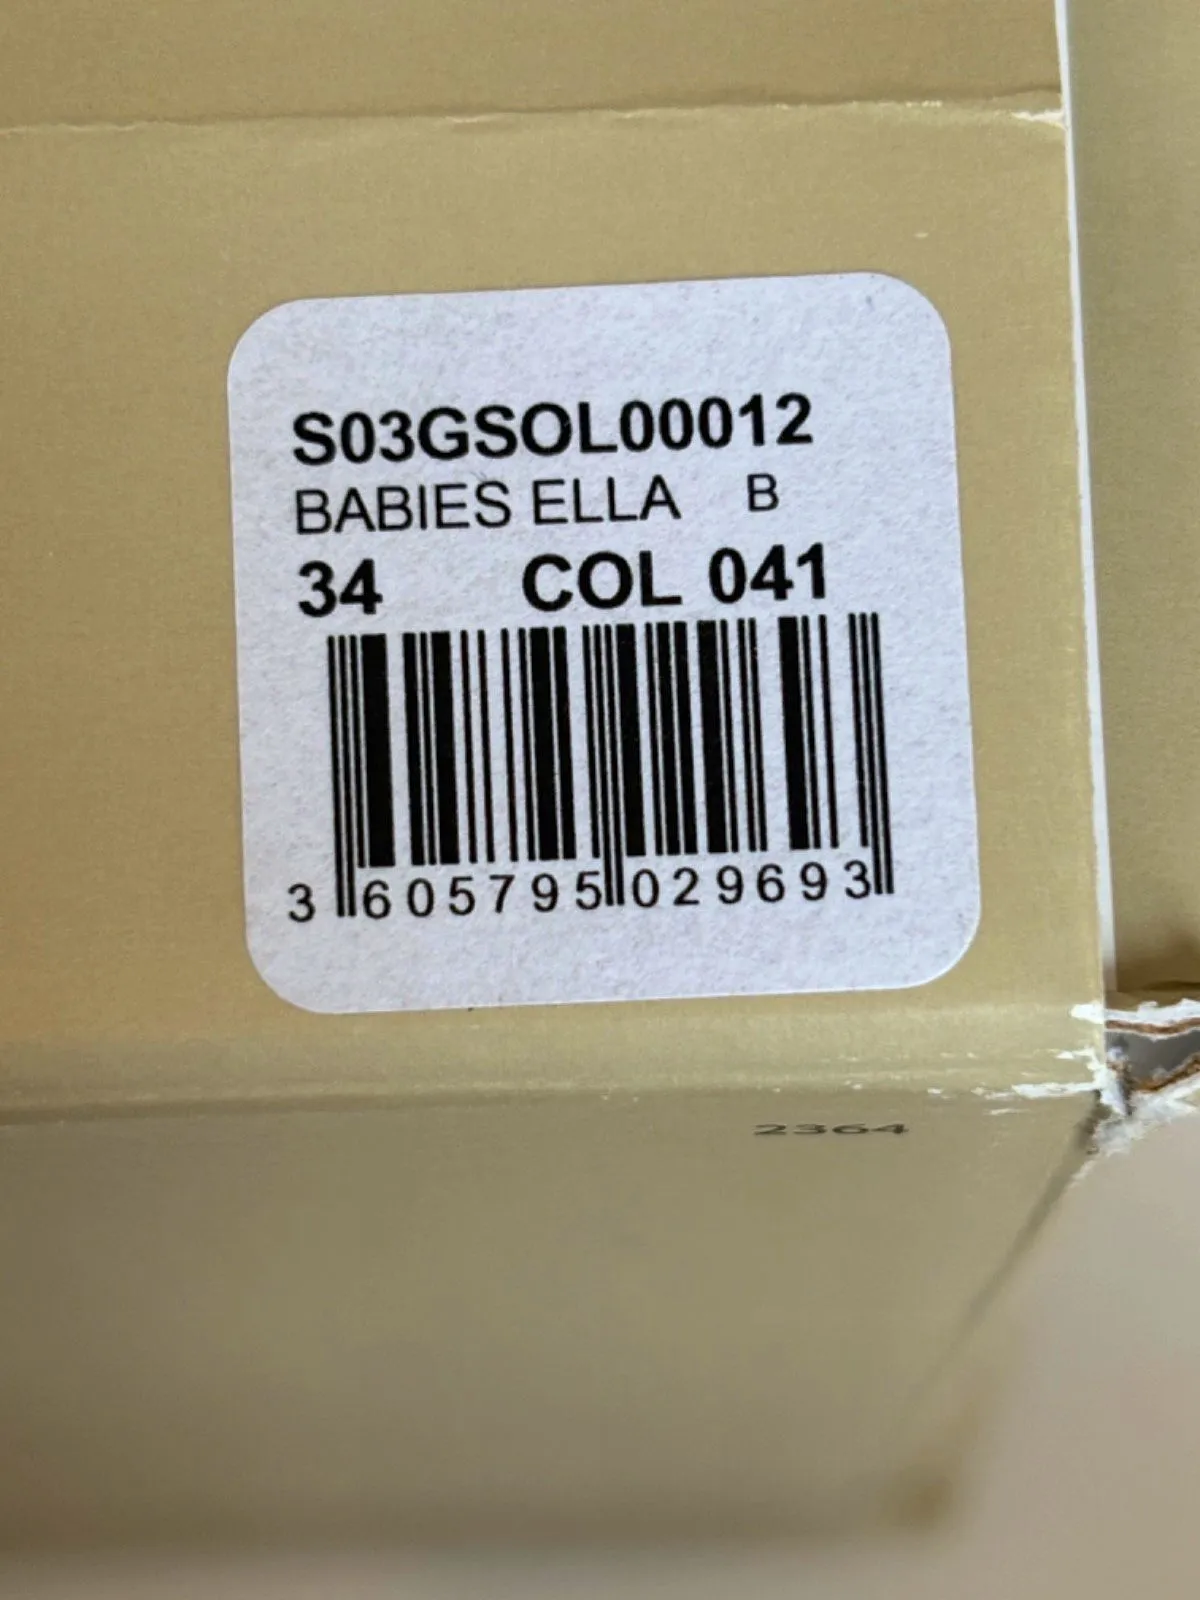 S03GSOL00012
BABIES ELLA B
34 COL 041
3 605795 029693
2364